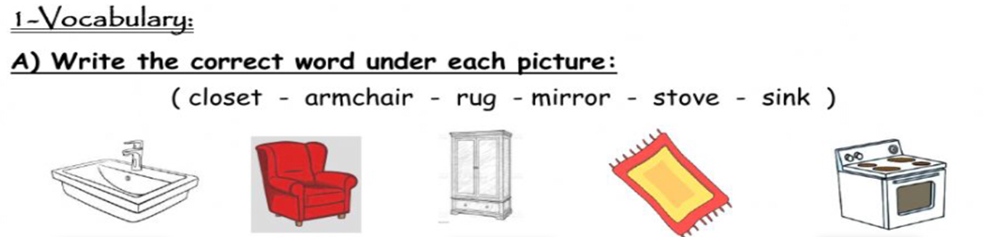 1-Vocabulary:
A) Write the correct word under each picture:
( closet - armchair - rug - mirror - stove - sink )